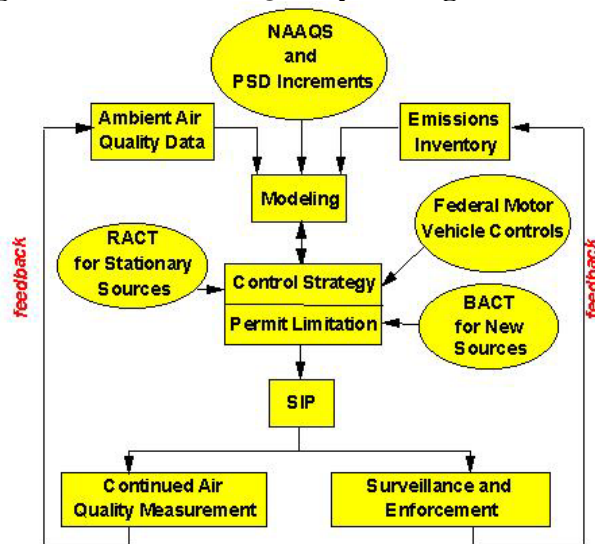 NAAQS
and
PSD Increments
Ambient Air
Quality Data
Emissions
Inventory
Modeling
Federal Motor
Vehicle Controls
RACT
for Stationary
Sources
Control Strategy
Permit Limitation
BACT
for New
Sources
feedback
feedback
SIP
Continued Air
Quality Measurement
Surveillance and
Enforcement